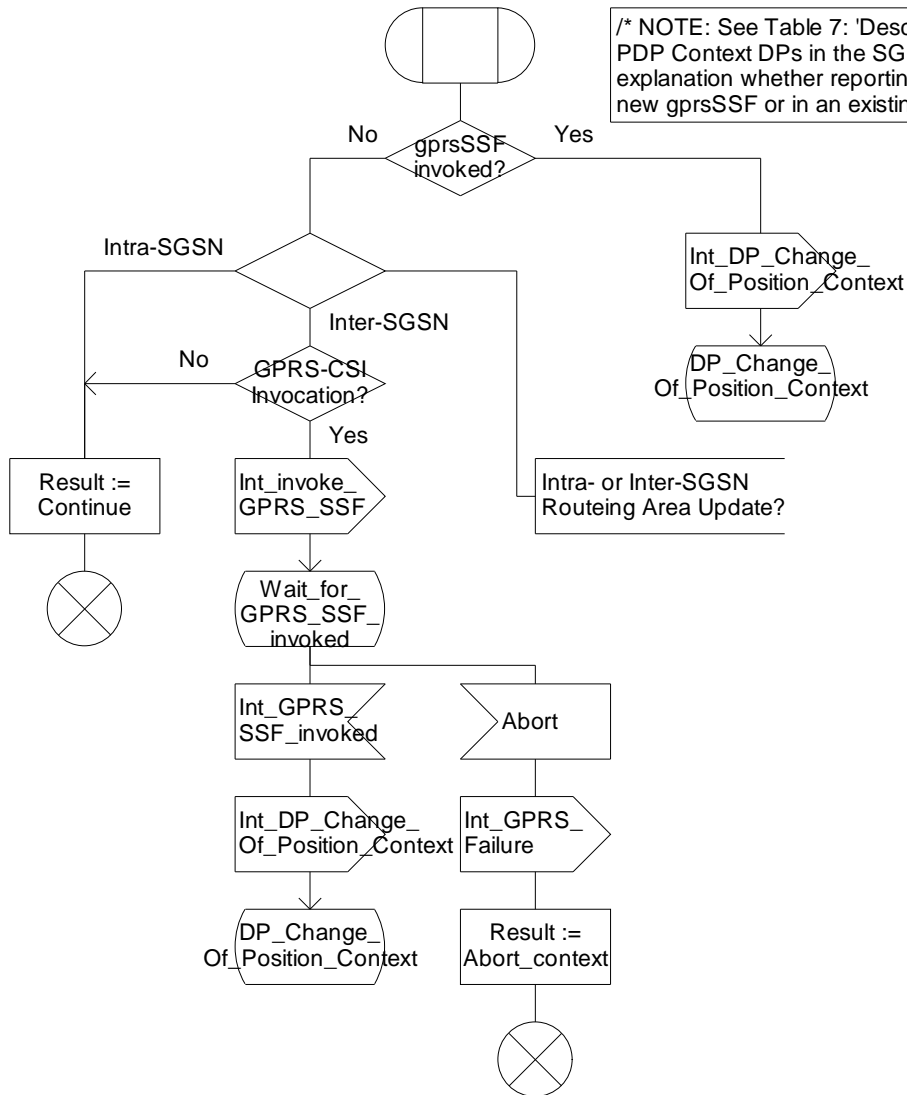 /* NOTE: See Table 7: 'Desc
PDP Context DPs in the SG
explanation whether reportin
new gprsSSF or in an existin
No
gprsSSF
invoked?
Yes
Intra-SGSN
Int_DP_Change_
Of_Position_Context
Inter-SGSN
No
GPRS-CSI
Invocation?
DP_Change_
Of_Position_Context
Yes
Result :=
Continue
Int_invoke_
GPRS_SSF
Intra- or Inter-SGSN
Routeing Area Update?
Wait_for_
GPRS_SSF_
invoked
Int_GPRS_
SSF_invoked
Abort
Int_DP_Change_
Of_Position_Context
Int_GPRS_
Failure
DP_Change_
Of_Position_Context
Result :=
Abort_context